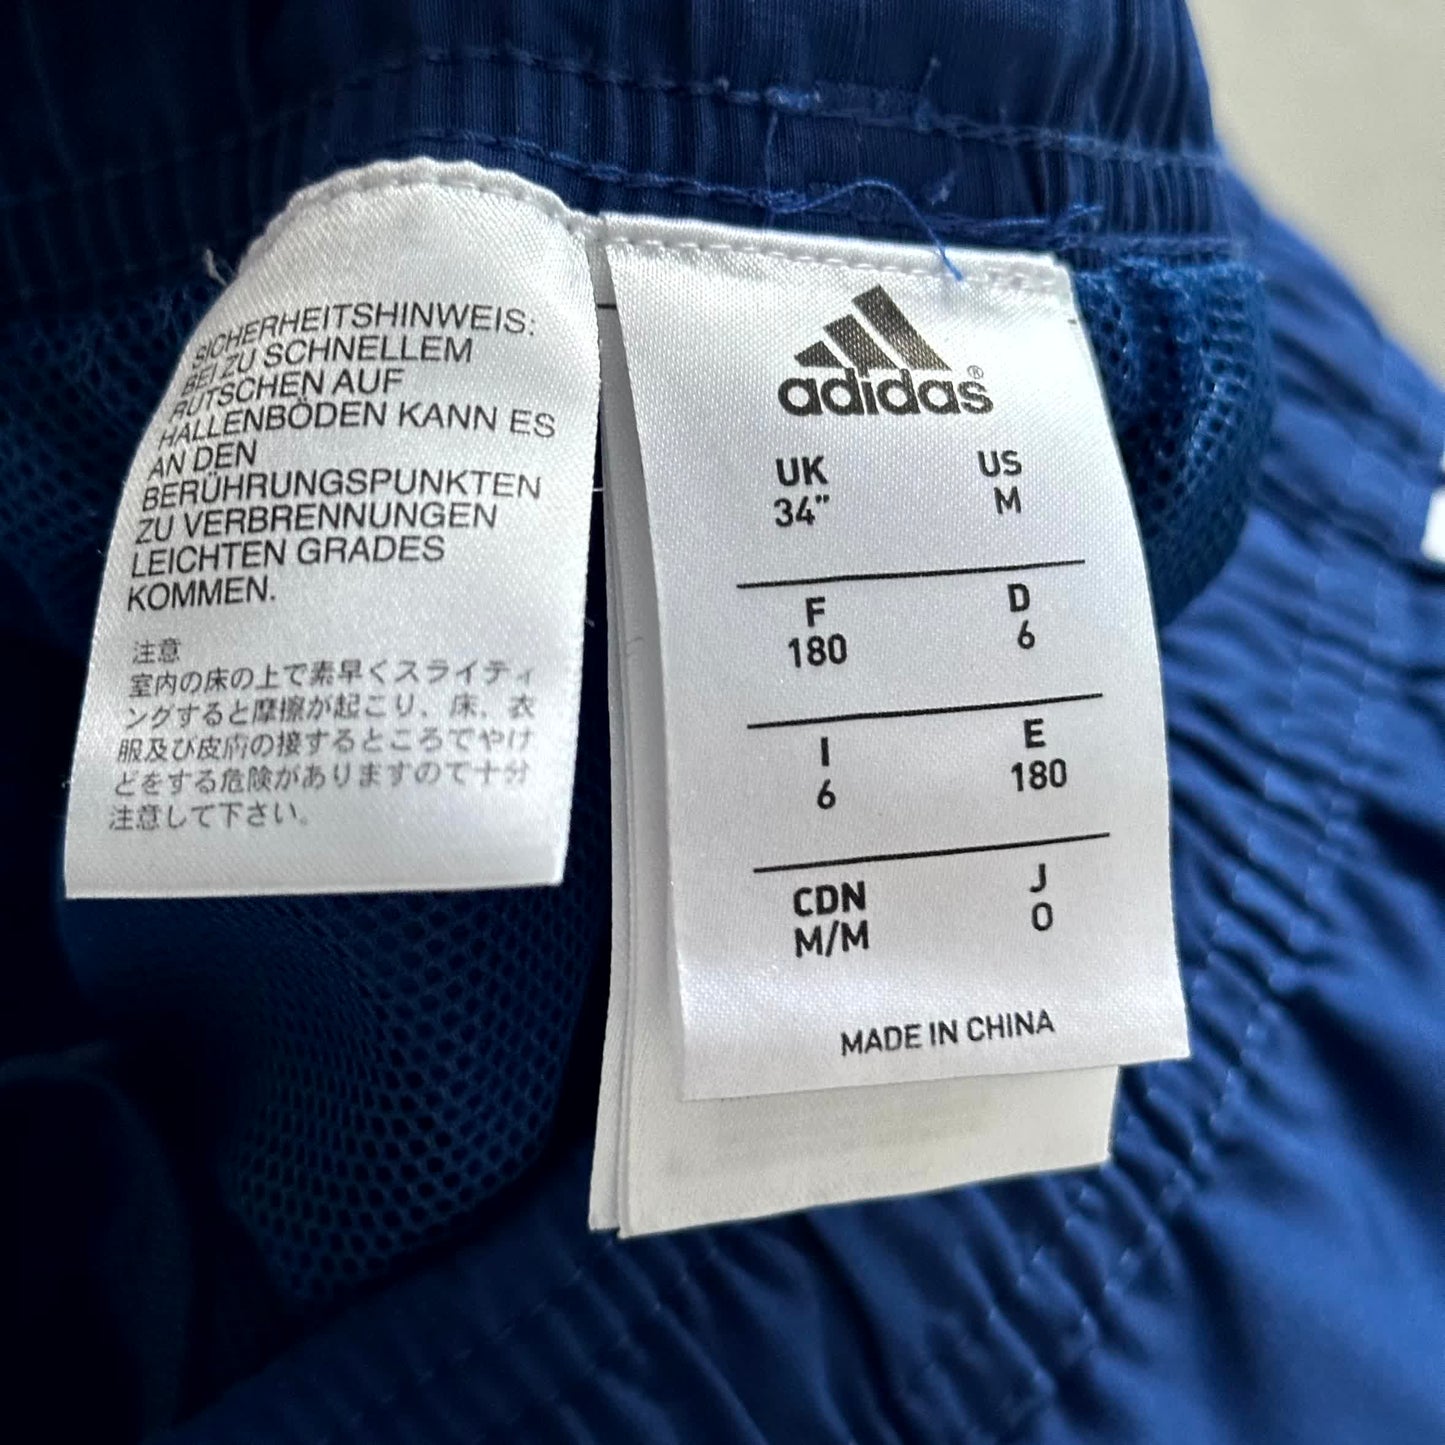 SICHERHEITSHINWEIS:
BEI ZU SCHNELLEM
RUTSCHEN AUF
HALLENBÖDEN KANN ES
AN DEN
BERÜHRUNGSPUNKTEN
ZU VERBRENNUNGEN
LEICHTEN GRADES
KOMMEN.
注意
室内の床の上で素早くスライティ
ングすると摩擦が起こり、床、衣
服及び皮膚の接するところでやけ
どをする危険がありますので十分
注意して下さい。
adidas®
UK US
34" M
F D
180 6
I E
6 180
CDN J
M/M O
MADE IN CHINA